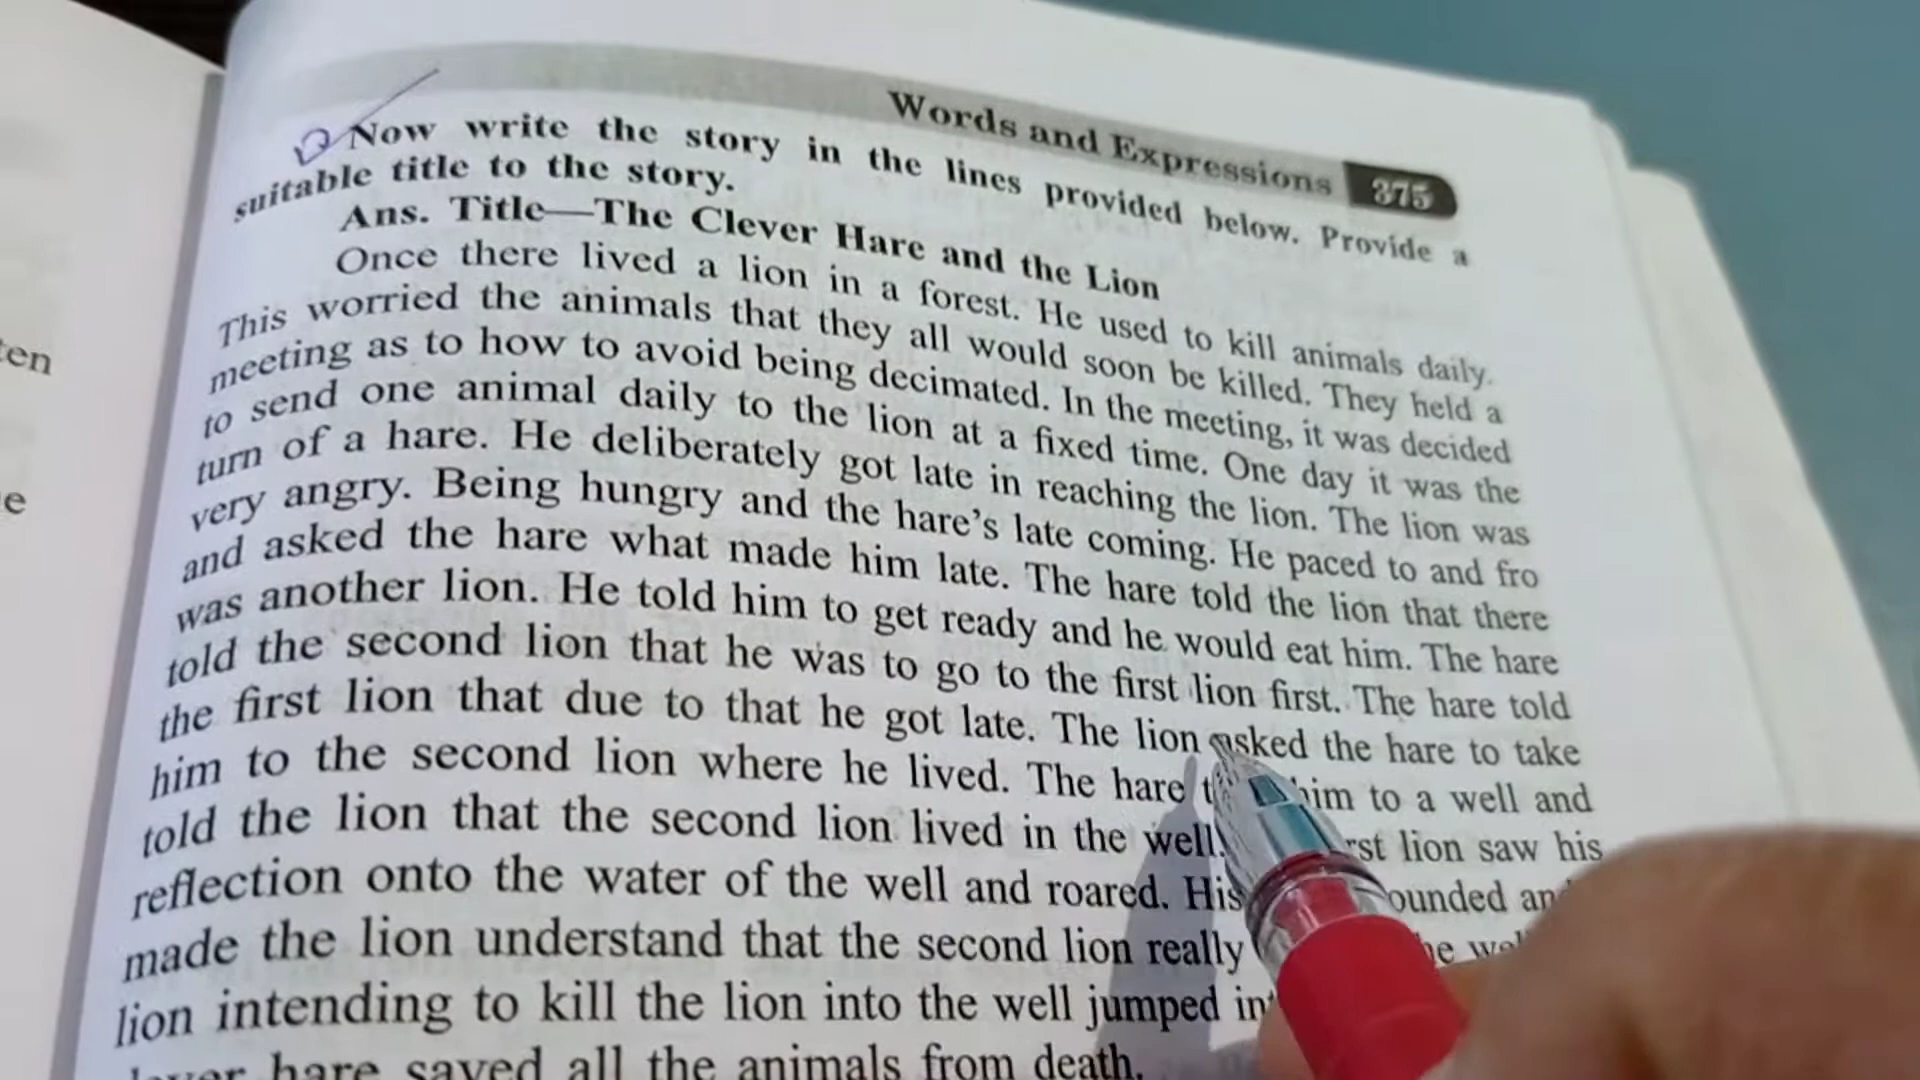 Words and Expressions 375
Now write the story in the lines provided below. Provide a
suitable title to the story.
Ans. Title—The Clever Hare and the Lion
Once there lived a lion in a forest. He used to kill animals daily.
This worried the animals that they all would soon be killed. They held a
meeting as to how to avoid being decimated. In the meeting, it was decided
to send one animal daily to the lion at a fixed time. One day it was the
turn of a hare. He deliberately got late in reaching the lion. The lion was
very angry. Being hungry and the hare's late coming. He paced to and fro
and asked the hare what made him late. The hare told the lion that there
was another lion. He told him to get ready and he would eat him. The hare
told the second lion that he was to go to the first lion first. The hare told
the first lion that due to that he got late. The lion asked the hare to take
him to the second lion where he lived. The hare him to a well and
told the lion that the second lion lived in the well. lion saw his
reflection onto the water of the well and roared. His
made the lion understand that the second lion really
lion intending to kill the lion into the well jumped
hare saved all the animals from death.
ten
e